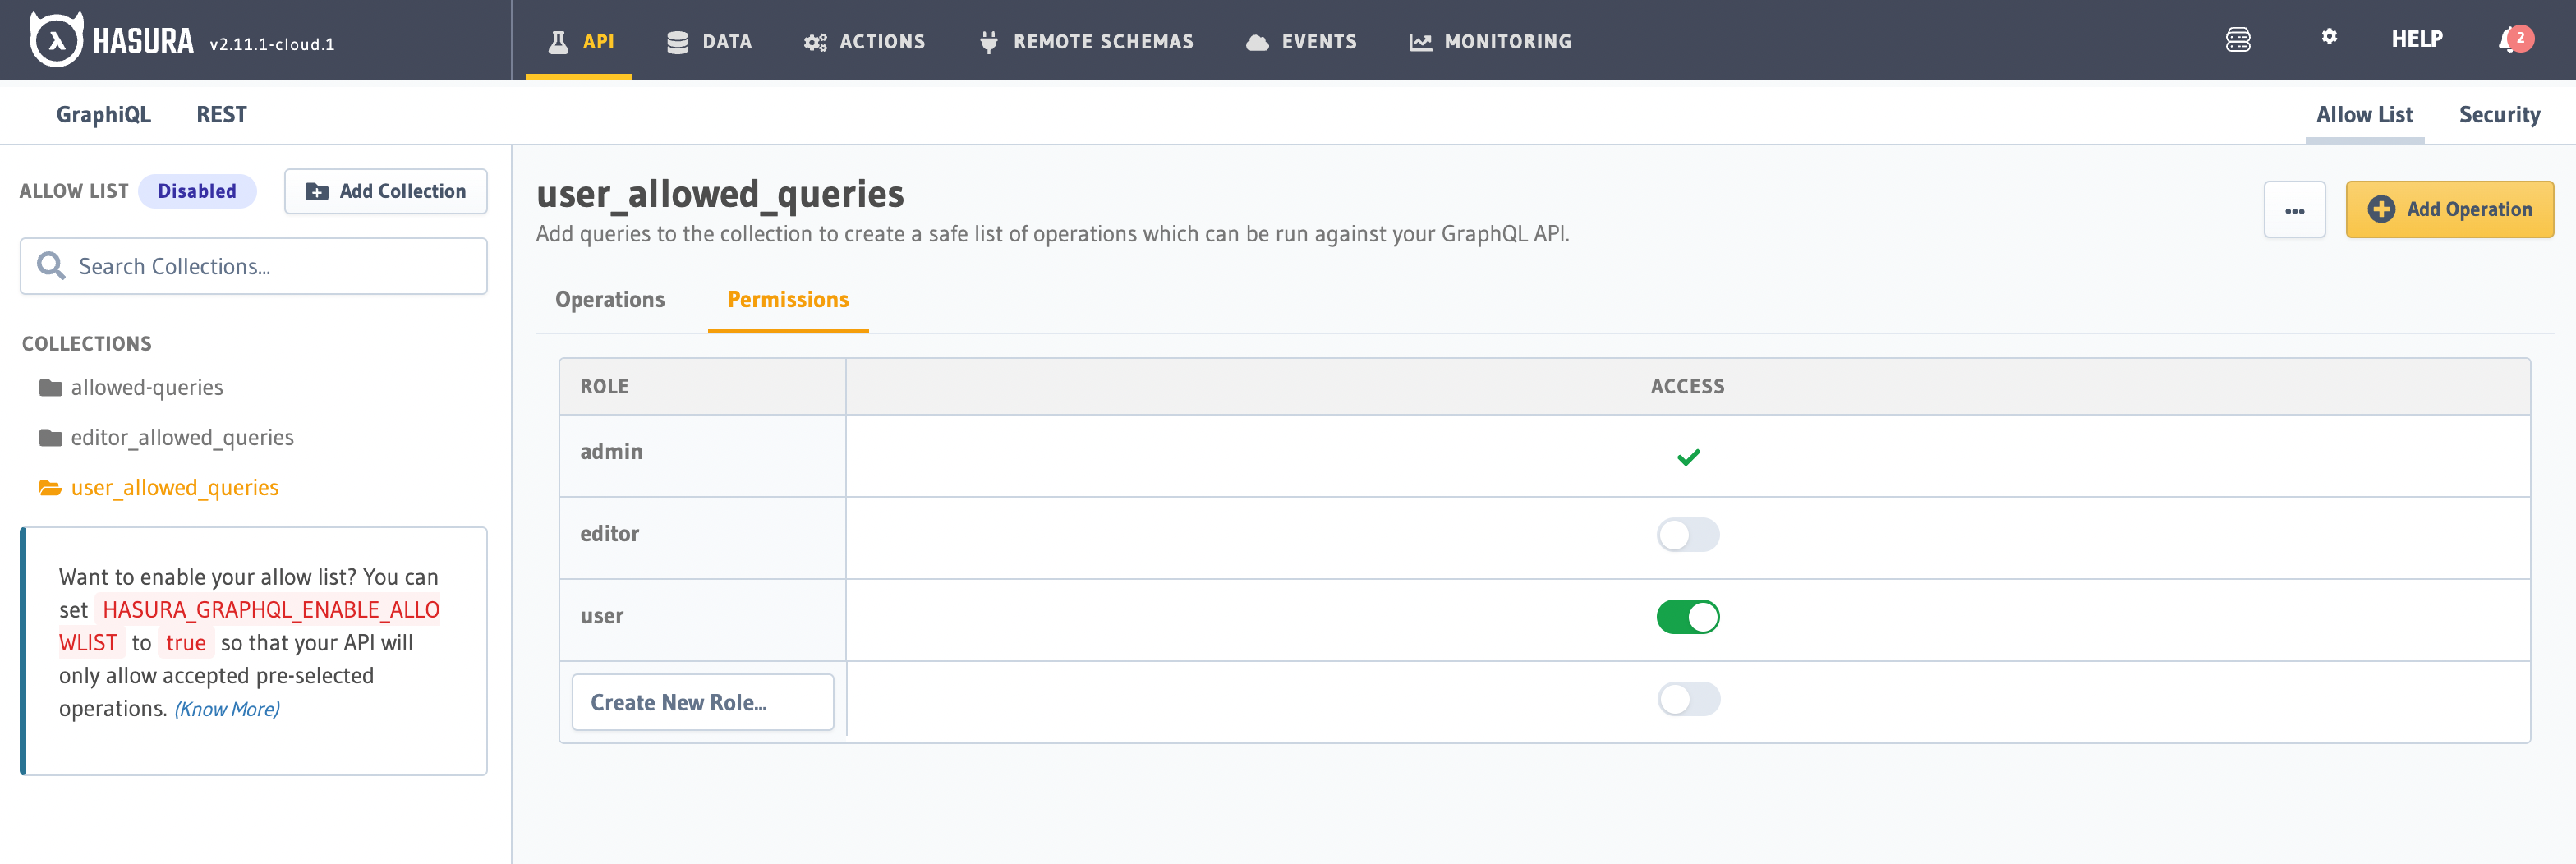 HASURA v2.11.1-cloud.1
API DATA ACTIONS REMOTE SCHEMAS EVENTS MONITORING HELP 2
GraphiQL REST Allow List Security
ALLOW LIST Disabled Add Collection
Search Collections...
COLLECTIONS
allowed-queries
editor_allowed_queries
user_allowed_queries
Want to enable your allow list? You can
set HASURA_GRAPHQL_ENABLE_ALLO
WLIST to true so that your API will
only allow accepted pre-selected
operations. (Know More)
user_allowed_queries
Add queries to the collection to create a safe list of operations which can be run against your GraphQL API.
... Add Operation
Operations Permissions
ROLE ACCESS
admin
editor
user
Create New Role...